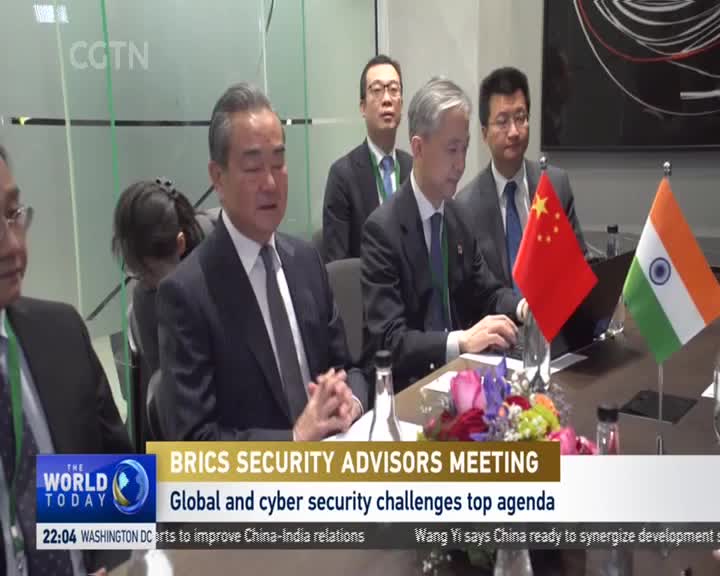 CGTN
BRICS SECURITY ADVISORS MEETING
THE
WORLD
TODAY
Global and cyber security challenges top agenda
22:04 WASHINGTON DC
orts to improve China-India relations Wang Yi says China ready to synergize development s